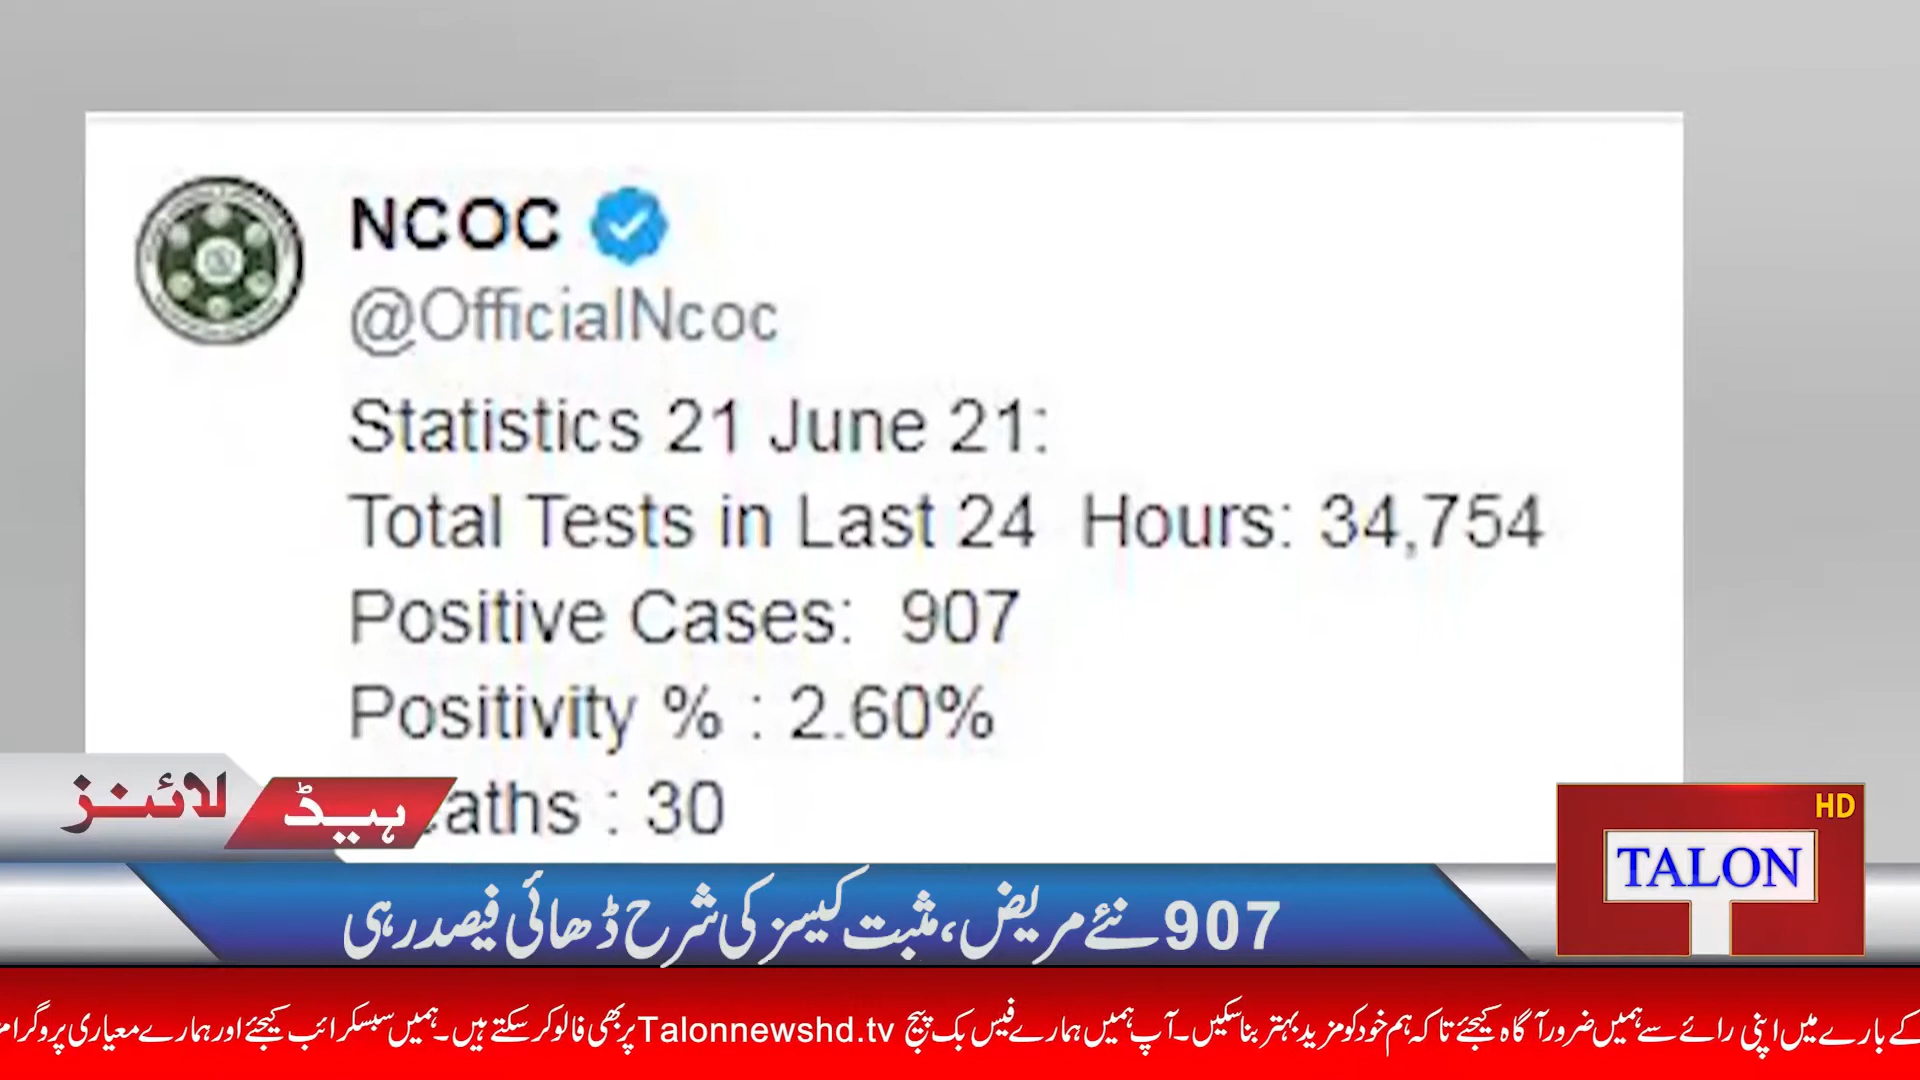 NCOC
@OfficialNcoc
Statistics 21 June 21:
Total Tests in Last 24 Hours: 34,754
Positive Cases: 907
Positivity % : 2.60%
aths : 30
ہیڈ لائنز
HD
TALON
907 نئے مریض، مثبت کیسز کی شرح ڈھائی فیصد رہی
کے بارے میں اپنی رائے سے ہمیں ضرور آگاہ کیجئے تاکہ ہم خود کو مزید بہتر بنا سکیں۔ آپ ہمیں ہمارے فیس بک پیج Talonnewshd.tv پر بھی فالو کر سکتے ہیں۔ ہمیں سبسکرائب کیجئے اور ہمارے معیاری پروگرامز